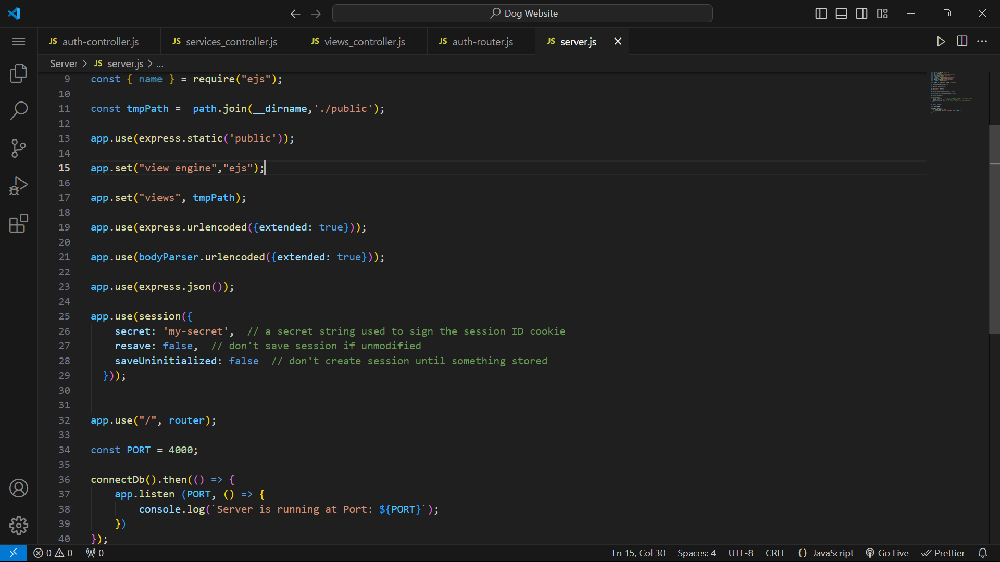 Dog Website
JS auth-controller.js
JS services_controller.js
JS views_controller.js
JS auth-router.js
JS server.js
Server > JS server.js > ...
9 const { name } = require("ejs");
10
11 const tmpPath =  path.join(__dirname,'./public');
12
13 app.use(express.static('public'));
14
15 app.set("view engine","ejs");
16
17 app.set("views", tmpPath);
18
19 app.use(express.urlencoded({extended: true}));
20
21 app.use(bodyParser.urlencoded({extended: true}));
22
23 app.use(express.json());
24
25 app.use(session({
26     secret: 'my-secret',  // a secret string used to sign the session ID cookie
27     resave: false,  // don't save session if unmodified
28     saveUninitialized: false  // don't create session until something stored
29   }));
30
31
32 app.use("/", router);
33
34 const PORT = 4000;
35
36 connectDb().then(() => {
37     app.listen (PORT, () => {
38         console.log(`Server is running at Port: ${PORT}`);
39     })
40 });
0 0 0 Ln 15, Col 30 Spaces: 4 UTF-8 CRLF {} JavaScript Go Live Prettier